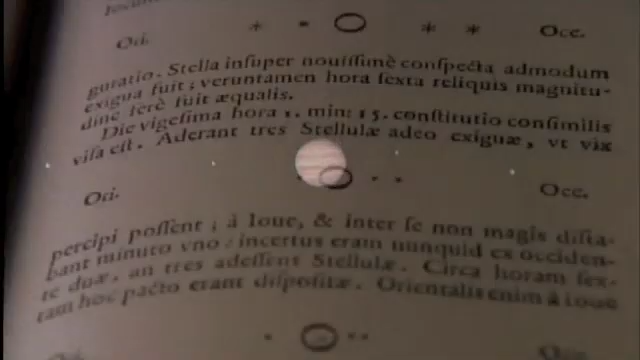 Ori. * * O * * Occ.
guratio. Stella insuper nouissimè conspecta admodum
exigua fuit; veruntamen hora sexta reliquis magnitu-
dine ferè fuit æqualis.
Die vigesima hora 1. min: 15. constitutio consimilis
visa est. Aderant tres Stellulæ adeo exiguæ, vt vix
Ori. * O * * Occ.
percipi possent; à Ioue, & inter se non magis dista-
bant minuto vno: incertus eram nunquid ex occiden-
te duæ, an tres adessent Stellulæ. Circa horam sex-
tam hoc pacto erant dispositæ. Orientalis enim à Ioue
* O * *